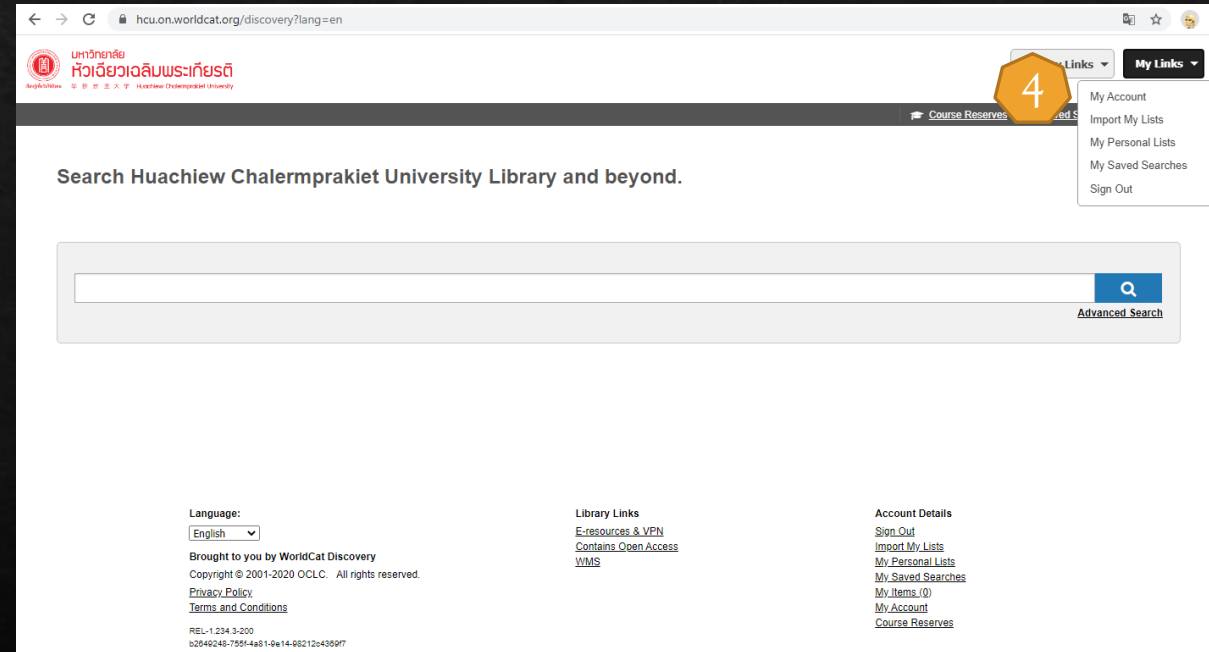 hcu.on.worldcat.org/discovery?lang=en
มหาวิทยาลัย
หัวเฉียวเฉลิมพระเกียรติ
Huachiew Chalermprakiet University
Links
My Links
4
My Account
Import My Lists
My Personal Lists
My Saved Searches
Sign Out
Course Reserves
Search Huachiew Chalermprakiet University Library and beyond.
Advanced Search
Language:
English
Brought to you by WorldCat Discovery
Copyright © 2001-2020 OCLC. All rights reserved.
Privacy Policy
Terms and Conditions
REL-1.234.3-200
b2649248-755f-4a81-9e14-98212c4369f7
Library Links
E-resources & VPN
Contains Open Access
WMS
Account Details
Sign Out
Import My Lists
My Personal Lists
My Saved Searches
My Items (0)
My Account
Course Reserves